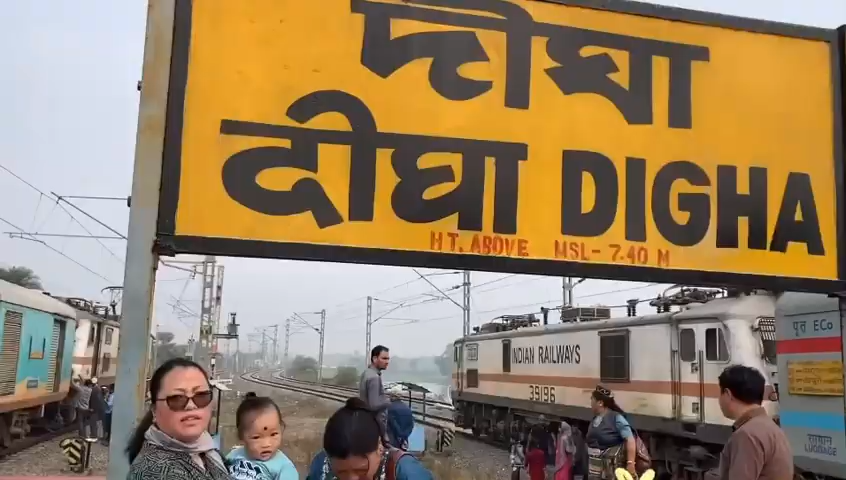 দীঘা
दीघा DIGHA
HT. ABOVE MSL- 7.40 M
INDIAN RAILWAYS
39196
पूत ECo
सामान
LUGGAGE